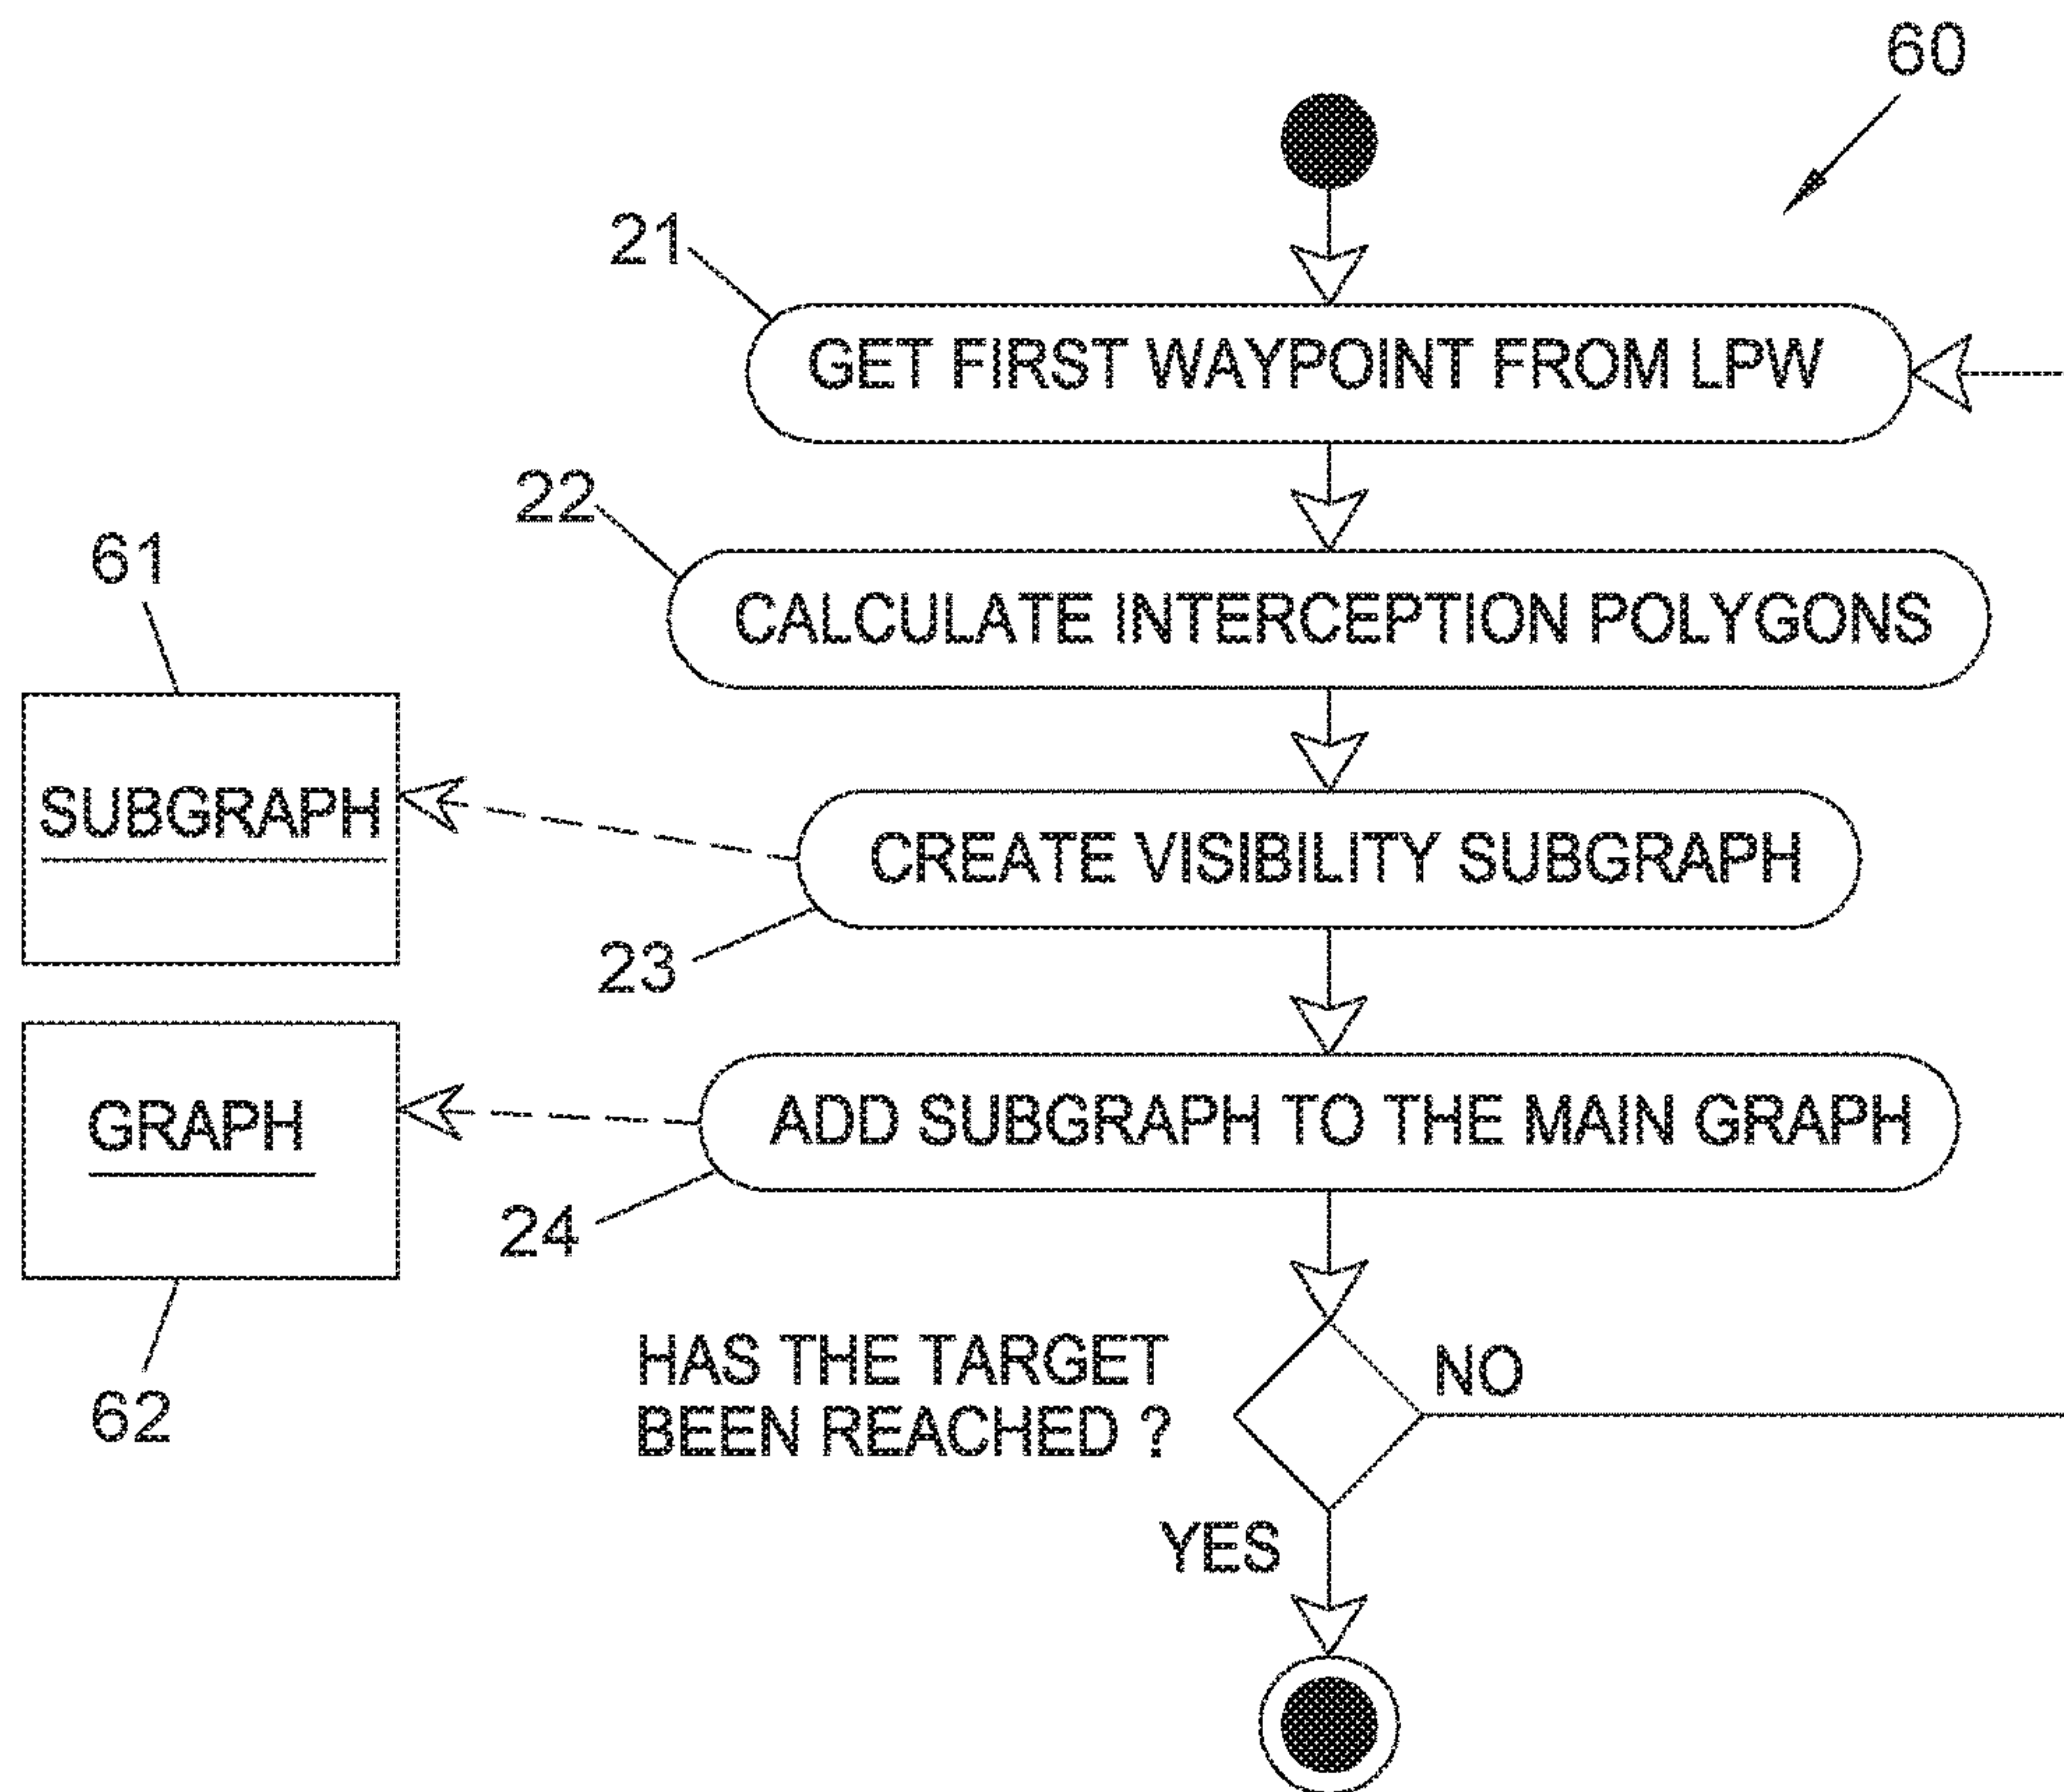 60
21
GET FIRST WAYPOINT FROM LPW
22
CALCULATE INTERCEPTION POLYGONS
61
SUBGRAPH
CREATE VISIBILITY SUBGRAPH
23
GRAPH
ADD SUBGRAPH TO THE MAIN GRAPH
24
62
HAS THE TARGET
BEEN REACHED ?
NO
YES